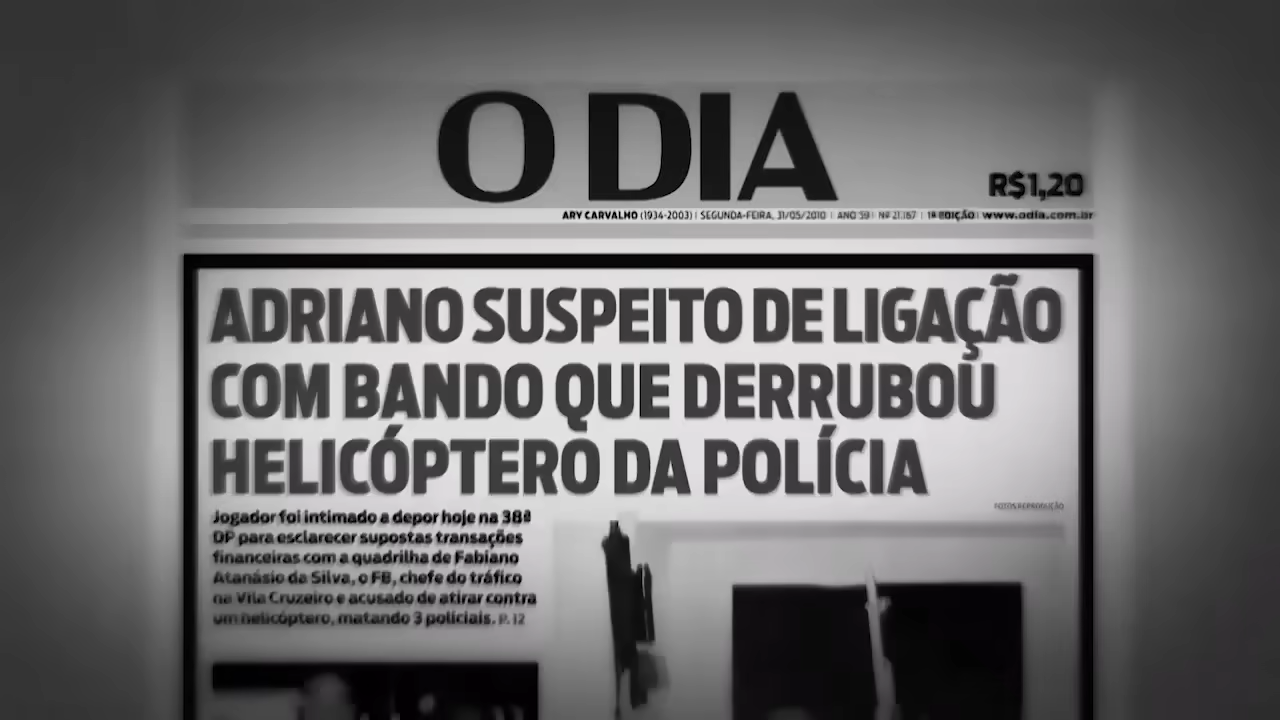 O DIA
R$1,20
ARY CARVALHO (1934-2003) | SEGUNDA-FEIRA, 31/05/2010 | ANO 59 | Nº 21.167 | 1ª EDIÇÃO | www.odia.com.br
ADRIANO SUSPEITO DE LIGAÇÃO
COM BANDO QUE DERRUBOU
HELICÓPTERO DA POLÍCIA
FOTOS REPRODUÇÃO
Jogador foi intimado a depor hoje na 38ª
DP para esclarecer supostas transações
financeiras com a quadrilha de Fabiano
Atanásio da Silva, o FB, chefe do tráfico
na Vila Cruzeiro e acusado de atirar contra
um helicóptero, matando 3 policiais. P. 12